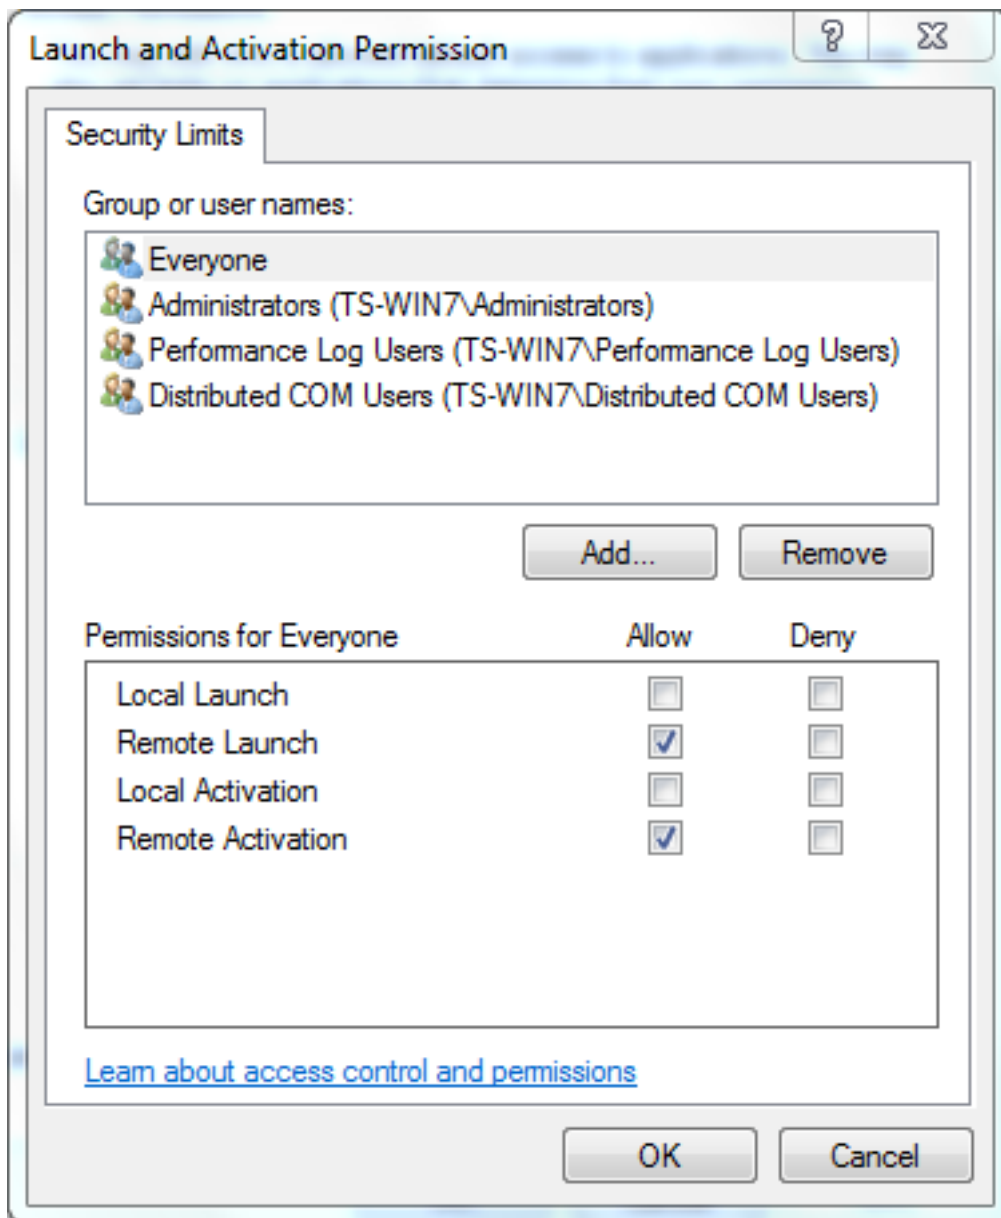 Launch and Activation Permission
Security Limits
Group or user names:
Everyone
Administrators (TS-WIN7\Administrators)
Performance Log Users (TS-WIN7\Performance Log Users)
Distributed COM Users (TS-WIN7\Distributed COM Users)
Add... Remove
Permissions for Everyone Allow Deny
Local Launch
Remote Launch
Local Activation
Remote Activation
Learn about access control and permissions
OK Cancel